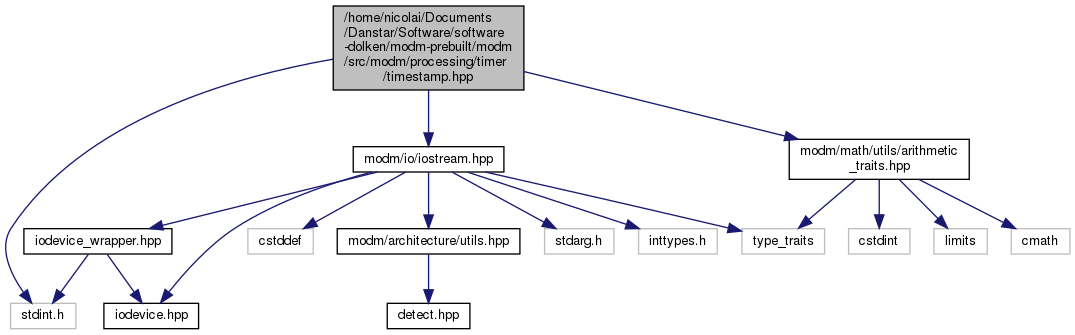 /home/nicolai/Documents
/Danstar/Software/software
-dolken/modm-prebuilt/modm
/src/modm/processing/timer
/timestamp.hpp
modm/io/iostream.hpp
modm/math/utils/arithmetic
_traits.hpp
iodevice_wrapper.hpp
cstddef
modm/architecture/utils.hpp
stdarg.h
inttypes.h
type_traits
cstdint
limits
cmath
stdint.h
iodevice.hpp
detect.hpp